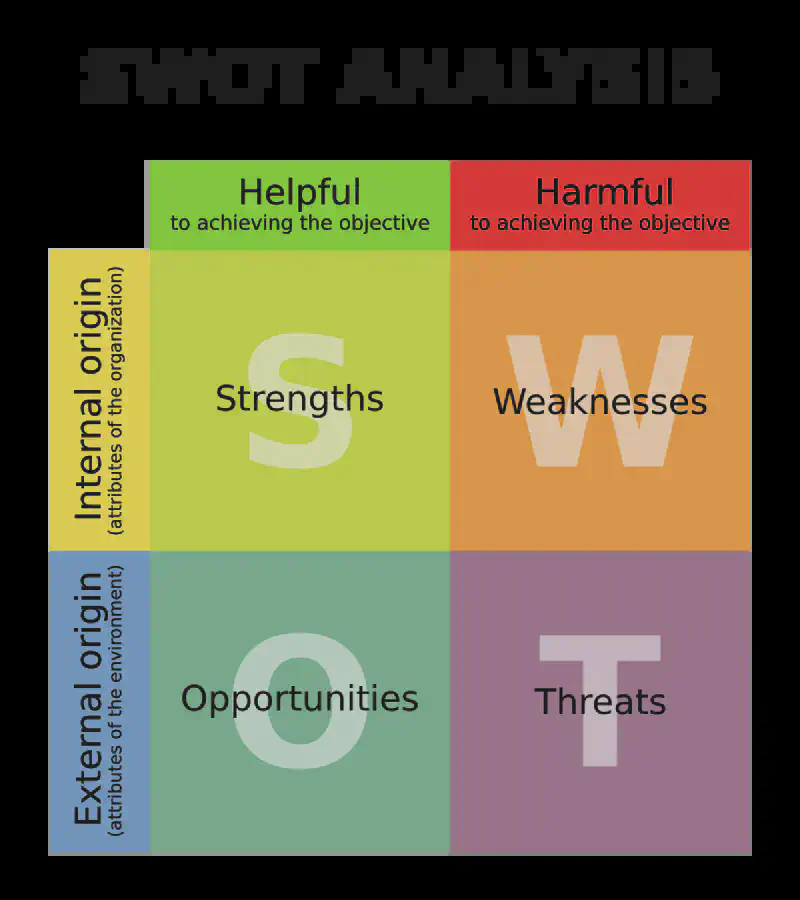 SWOT ANALYSIS
Helpful
to achieving the objective
Harmful
to achieving the objective
Internal origin
(attributes of the organization)
S
Strengths
W
Weaknesses
External origin
(attributes of the environment)
O
Opportunities
T
Threats